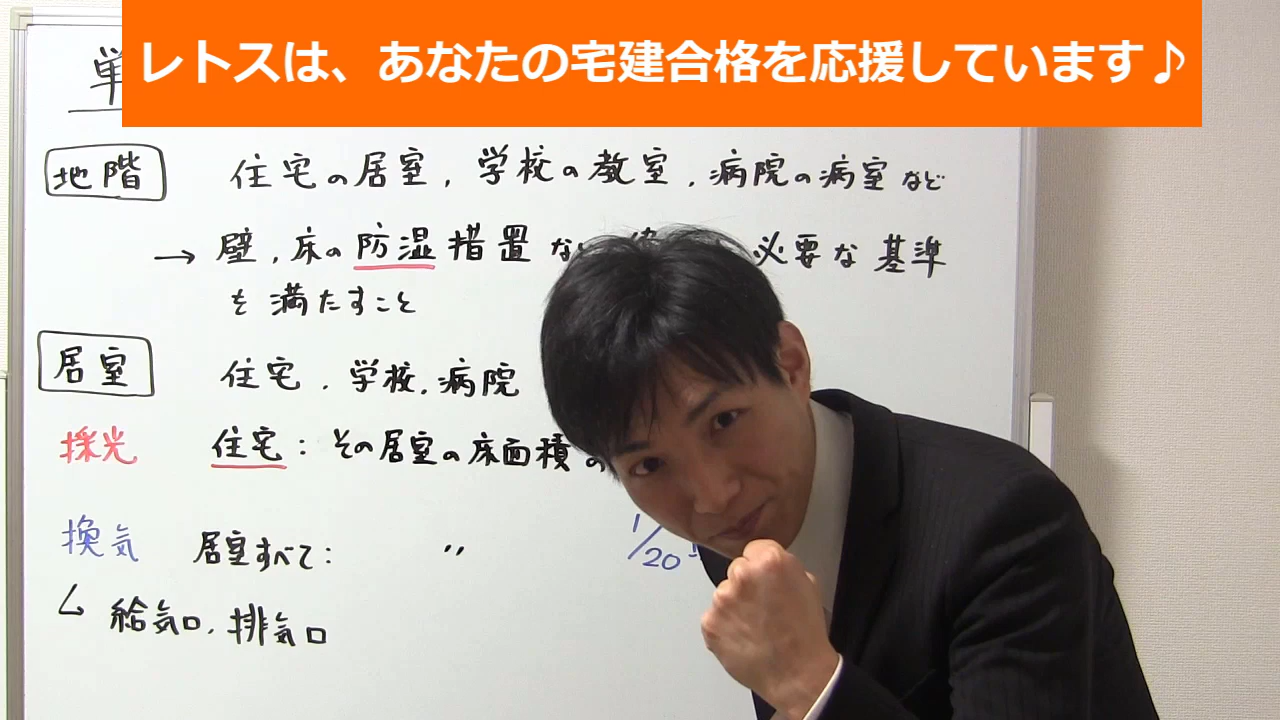 レトスは、あなたの宅建合格を応援しています♪
地階 住宅の居室, 学校の教室, 病院の病室など
→ 壁, 床の防湿措置な 必要な基準
を満たすこと
居室 住宅, 学校, 病院
採光 住宅: その居室の床面積の
換気 居室すべて: 〃 1/20
↳ 給気口, 排気口